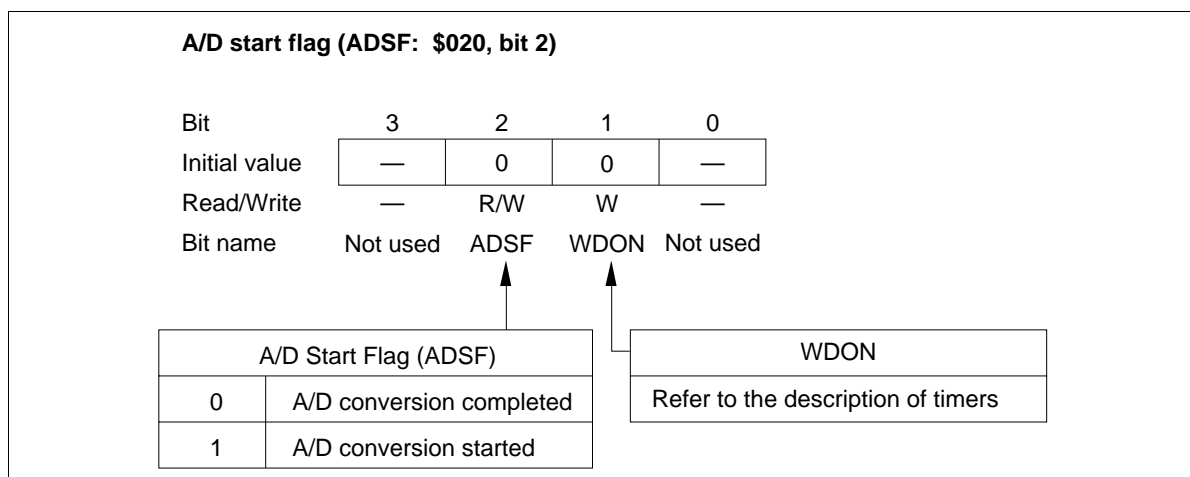 A/D start flag (ADSF: $020, bit 2)
Bit 3 2 1 0
Initial value — 0 0 —
Read/Write — R/W W —
Bit name Not used ADSF WDON Not used
A/D Start Flag (ADSF)
0 A/D conversion completed
1 A/D conversion started
WDON
Refer to the description of timers